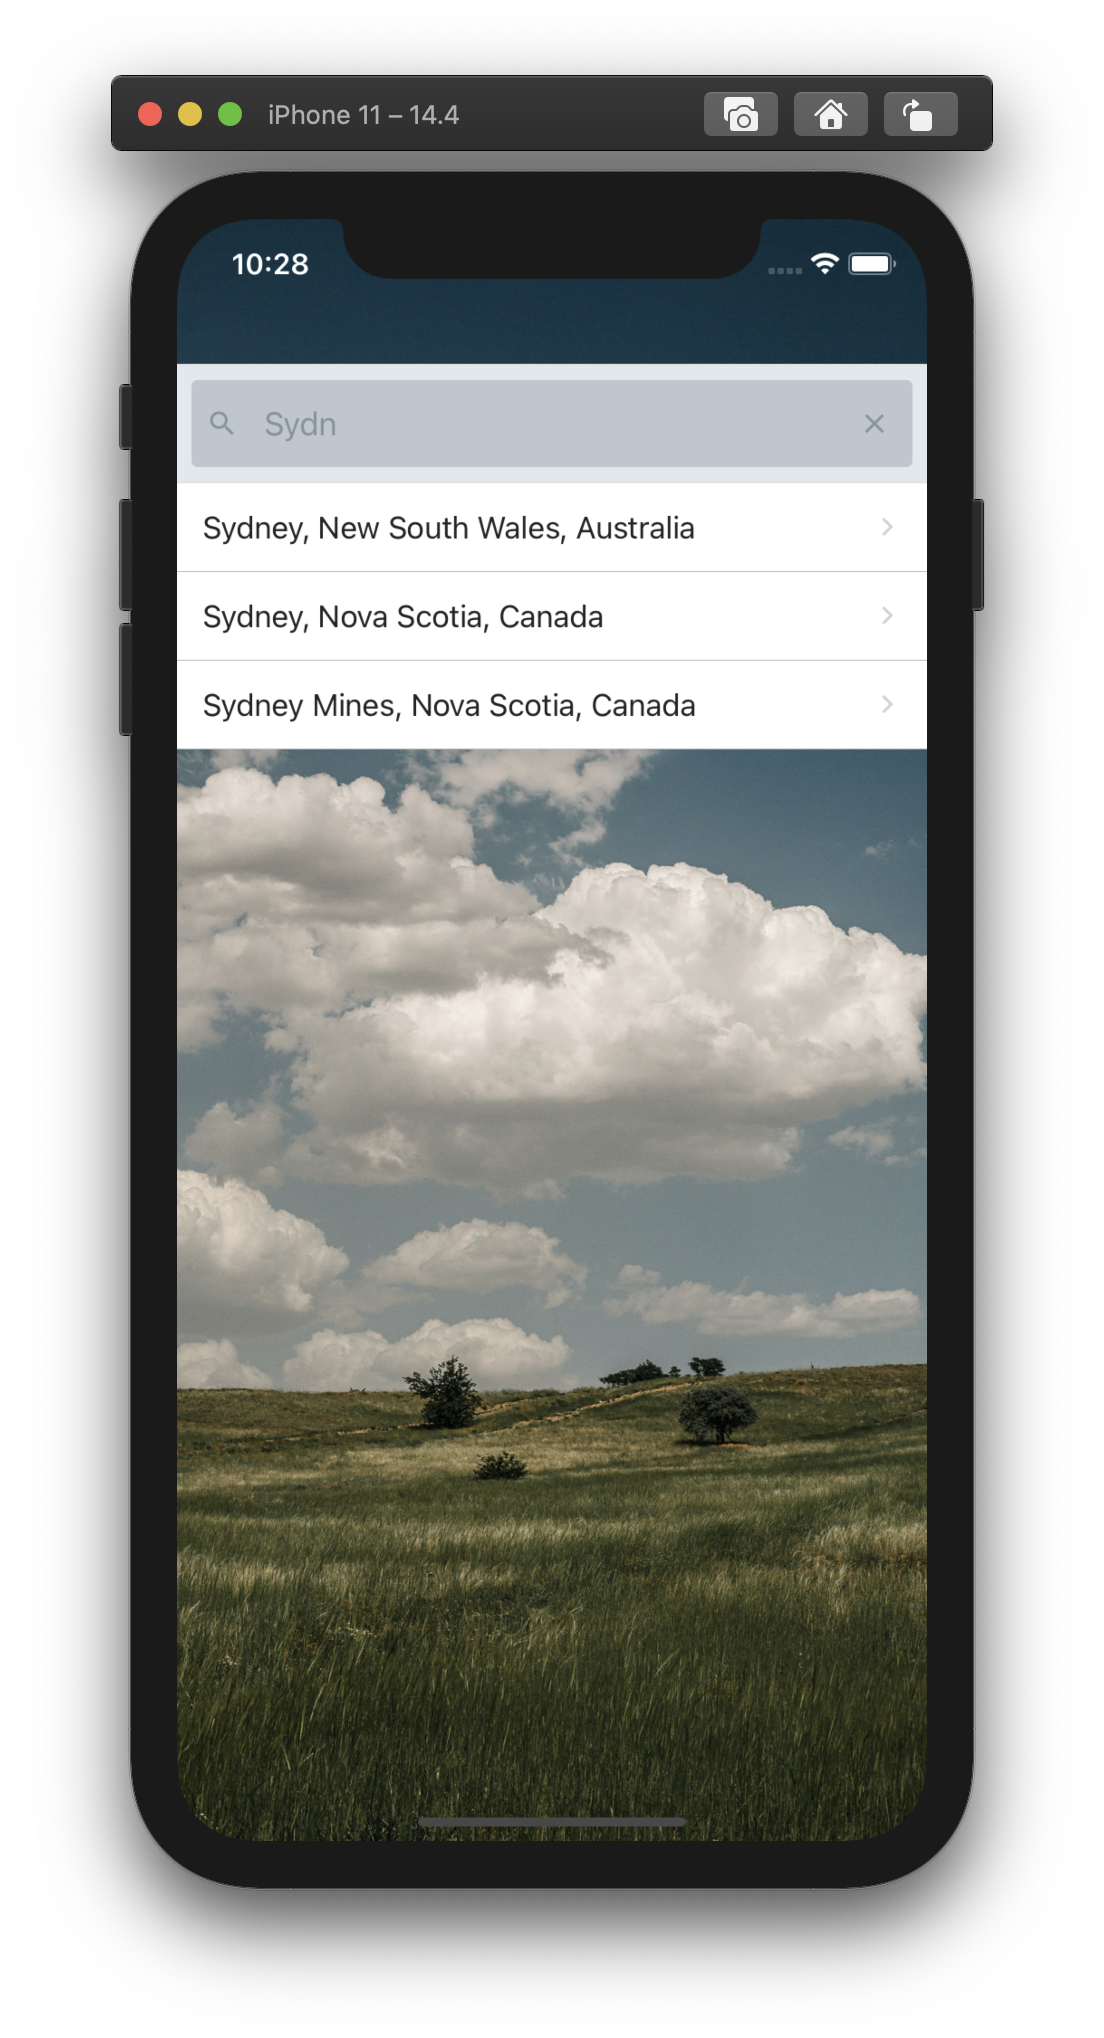 iPhone 11 – 14.4
10:28
Sydn
Sydney, New South Wales, Australia
Sydney, Nova Scotia, Canada
Sydney Mines, Nova Scotia, Canada